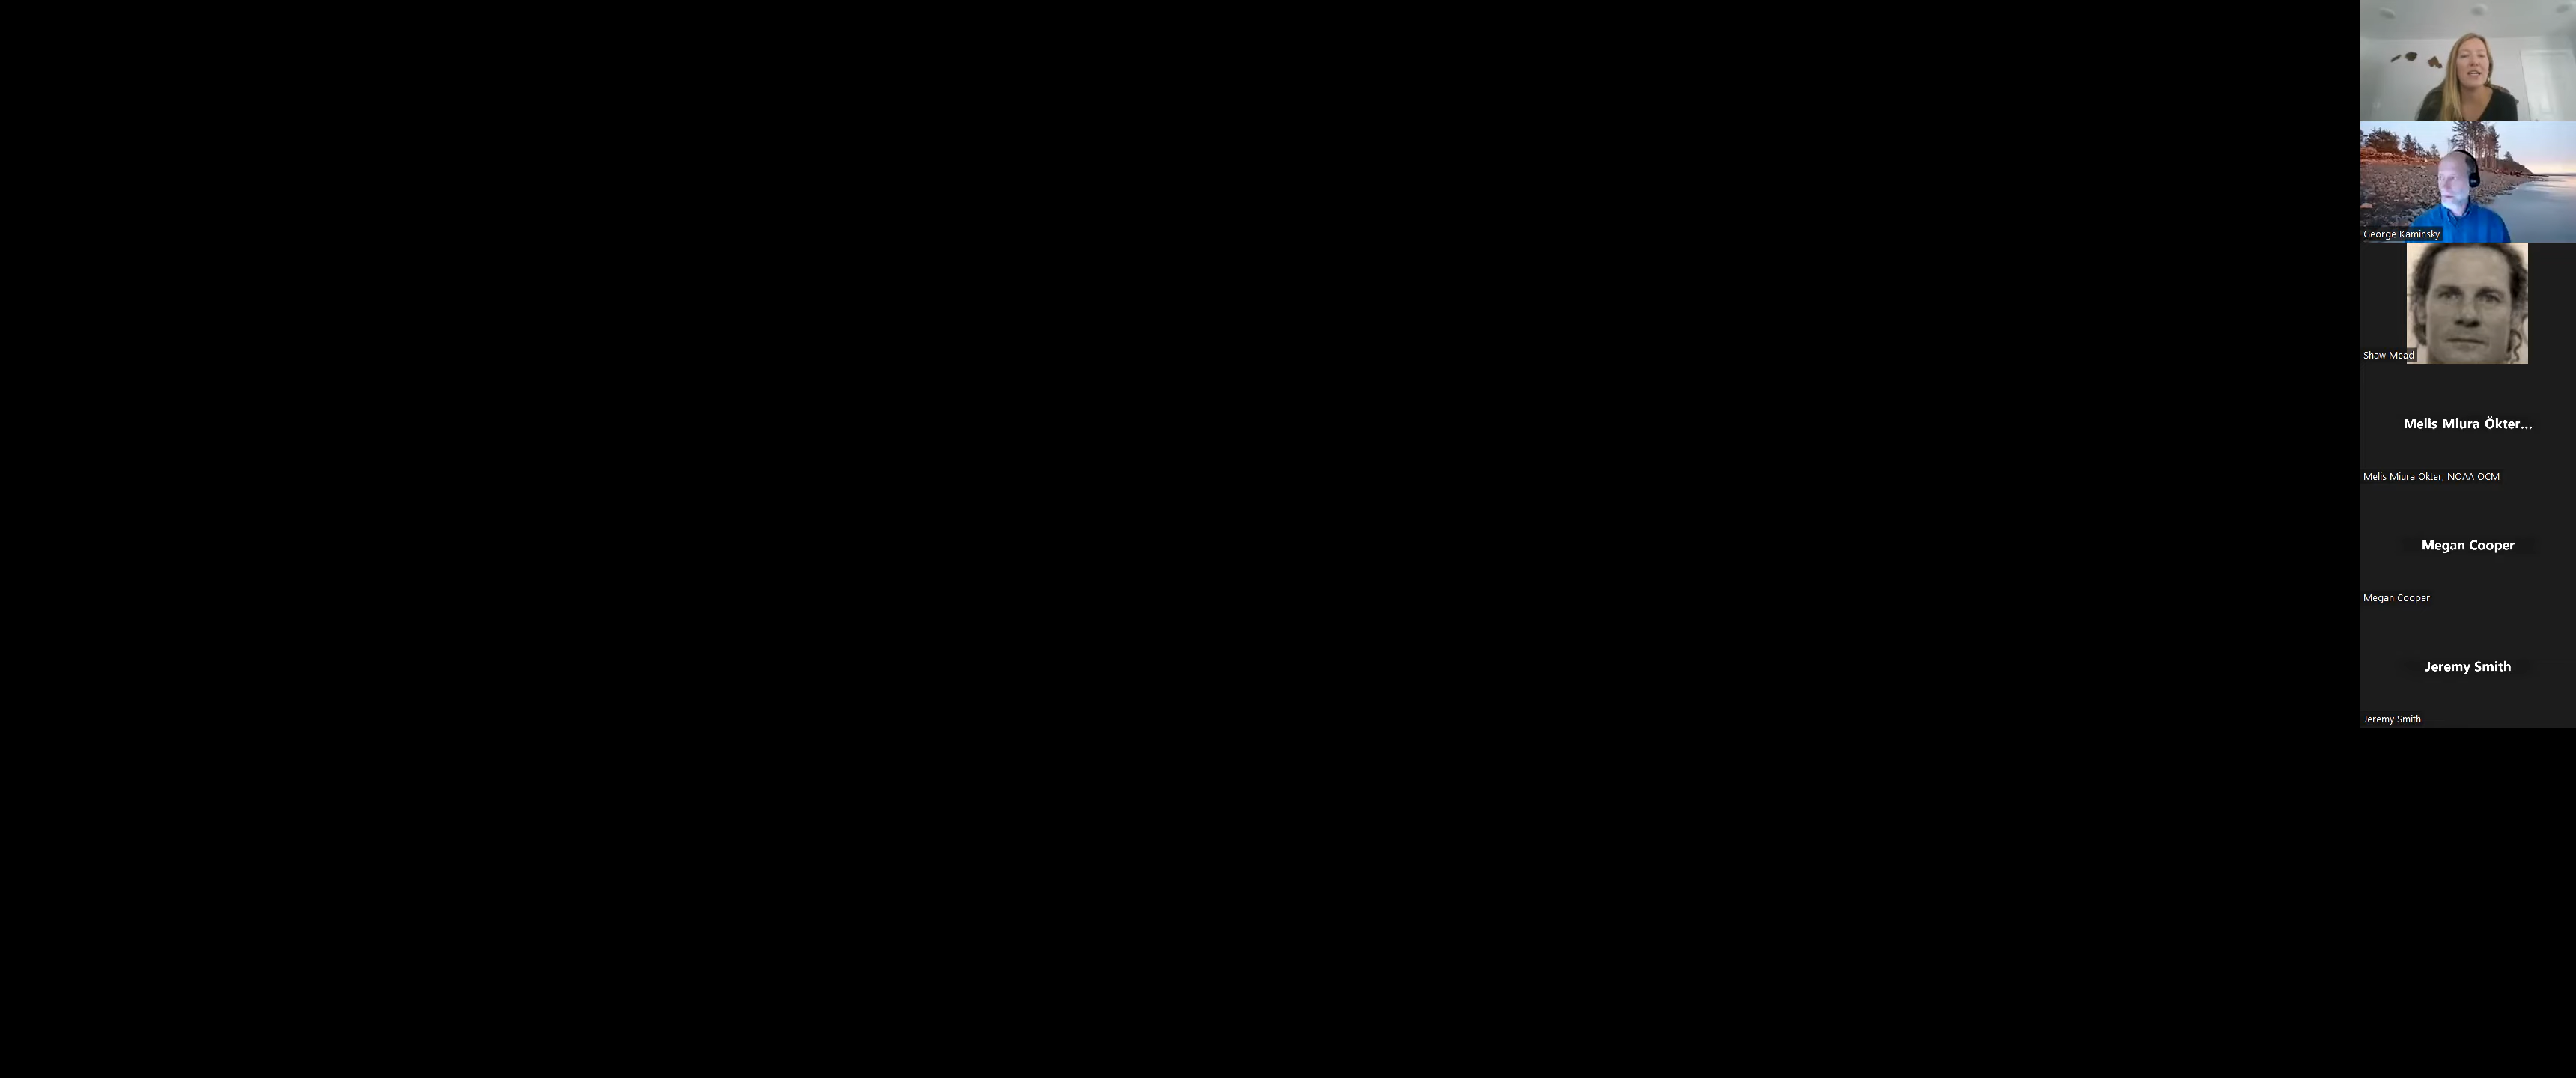 George Kaminsky
Shaw Mead
Melis Miura Ökter...
Melis Miura Ökter, NOAA OCM
Megan Cooper
Megan Cooper
Jeremy Smith
Jeremy Smith